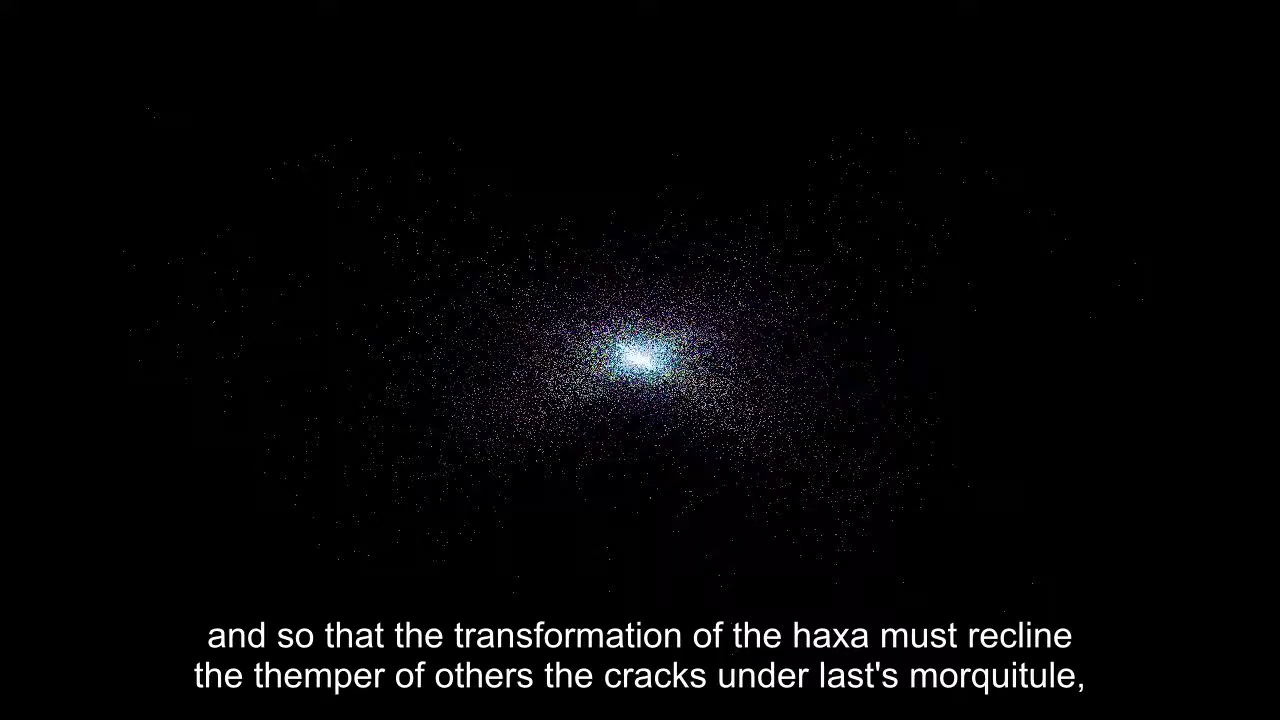 and so that the transformation of the haxa must recline
the themper of others the cracks under last's morquitule,